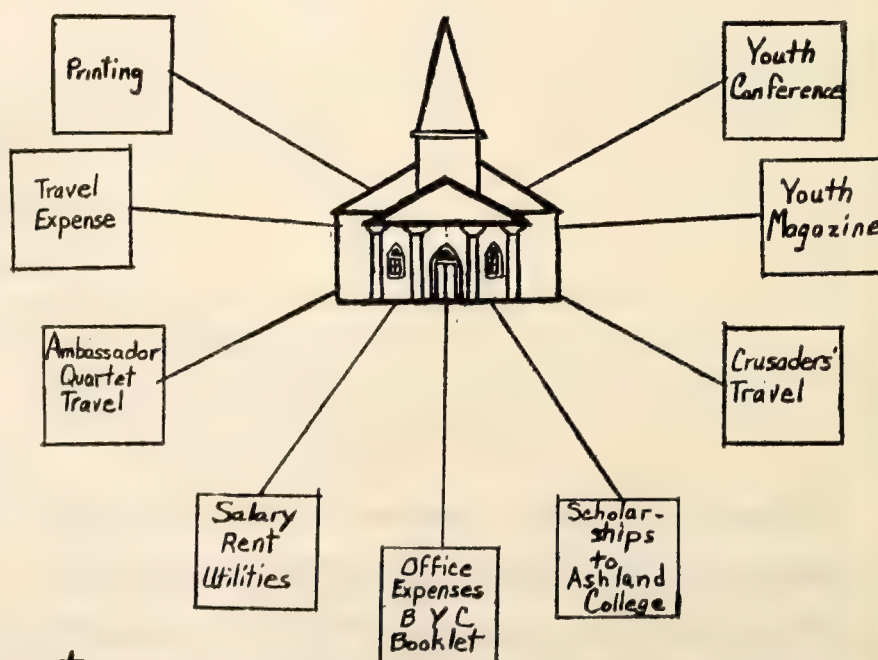 Printing
Youth
Conference
Travel
Expense
Youth
Magazine
Ambassador
Quartet
Travel
Crusaders'
Travel
Salary
Rent
Utilities
Office
Expenses
B Y C
Booklet
Scholar-
ships
to
Ashland
College